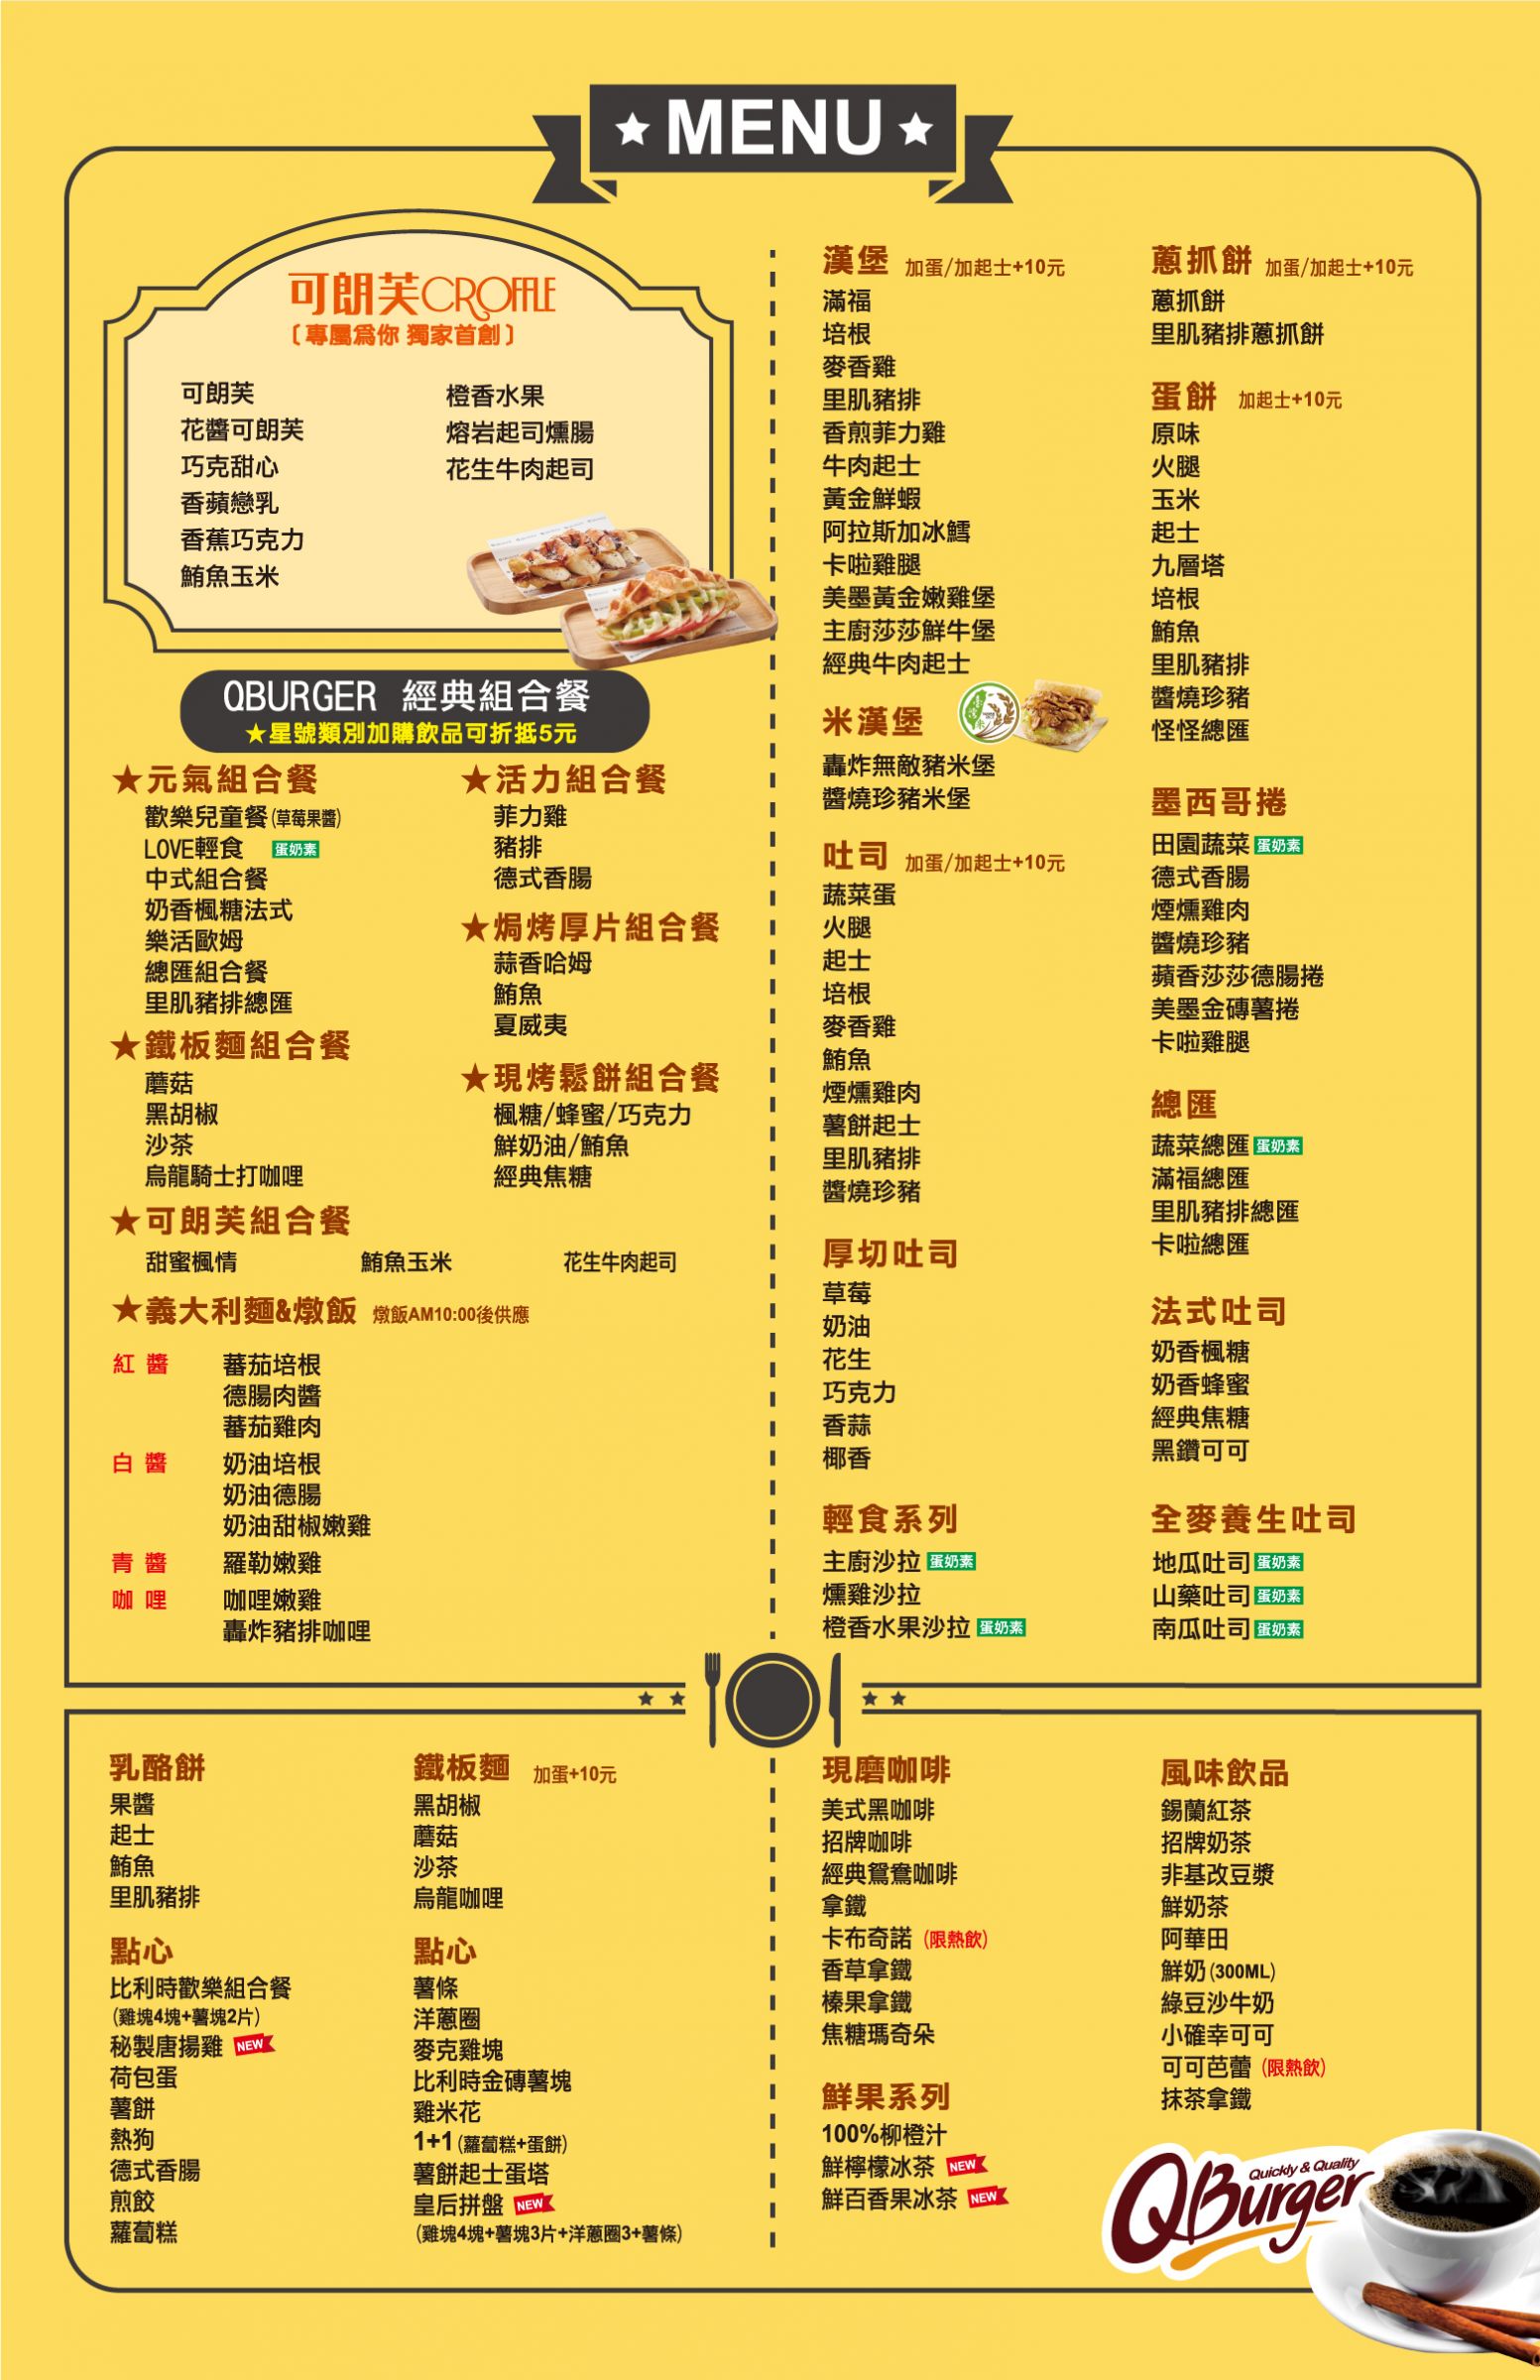 MENU
可朗芙CROFFLE
〔專屬為你 獨家首創〕
可朗芙
花醬可朗芙
巧克甜心
香蘋戀乳
香蕉巧克力
鮪魚玉米
橙香水果
熔岩起司燻腸
花生牛肉起司
QBURGER 經典組合餐
★星號類別加購飲品可折抵5元
★元氣組合餐
歡樂兒童餐(草莓果醬)
LOVE輕食 蛋奶素
中式組合餐
奶香楓糖法式
樂活歐姆
總匯組合餐
里肌豬排總匯
★鐵板麵組合餐
蘑菇
黑胡椒
沙茶
烏龍騎士打咖哩
★活力組合餐
菲力雞
豬排
德式香腸
★焗烤厚片組合餐
蒜香哈姆
鮪魚
夏威夷
★現烤鬆餅組合餐
楓糖/蜂蜜/巧克力
鮮奶油/鮪魚
經典焦糖
★可朗芙組合餐
甜蜜楓情 鮪魚玉米 花生牛肉起司
★義大利麵&燉飯 燉飯AM10:00後供應
紅醬 蕃茄培根
德腸肉醬
蕃茄雞肉
白醬 奶油培根
奶油德腸
奶油甜椒嫩雞
青醬 羅勒嫩雞
咖哩 咖哩嫩雞
轟炸豬排咖哩
漢堡 加蛋/加起士+10元
滿福
培根
麥香雞
里肌豬排
香煎菲力雞
牛肉起士
黃金鮮蝦
阿拉斯加冰鱈
卡啦雞腿
美墨黃金嫩雞堡
主廚莎莎鮮牛堡
經典牛肉起士
米漢堡
轟炸無敵豬米堡
醬燒珍豬米堡
吐司 加蛋/加起士+10元
蔬菜蛋
火腿
起士
培根
麥香雞
鮪魚
煙燻雞肉
薯餅起士
里肌豬排
醬燒珍豬
厚切吐司
草莓
奶油
花生
巧克力
香蒜
椰香
輕食系列
主廚沙拉 蛋奶素
燻雞沙拉
橙香水果沙拉 蛋奶素
蔥抓餅 加蛋/加起士+10元
蔥抓餅
里肌豬排蔥抓餅
蛋餅 加起士+10元
原味
火腿
玉米
起士
九層塔
培根
鮪魚
里肌豬排
醬燒珍豬
怪怪總匯
墨西哥捲
田園蔬菜 蛋奶素
德式香腸
煙燻雞肉
醬燒珍豬
蘋香莎莎德腸捲
美墨金磚薯捲
卡啦雞腿
總匯
蔬菜總匯 蛋奶素
滿福總匯
里肌豬排總匯
卡啦總匯
法式吐司
奶香楓糖
奶香蜂蜜
經典焦糖
黑鑽可可
全麥養生吐司
地瓜吐司 蛋奶素
山藥吐司 蛋奶素
南瓜吐司 蛋奶素
乳酪餅
果醬
起士
鮪魚
里肌豬排
點心
比利時歡樂組合餐
(雞塊4塊+薯塊2片)
秘製唐揚雞 NEW
荷包蛋
薯餅
熱狗
德式香腸
煎餃
蘿蔔糕
鐵板麵 加蛋+10元
黑胡椒
蘑菇
沙茶
烏龍咖哩
點心
薯條
洋蔥圈
麥克雞塊
比利時金磚薯塊
雞米花
1+1(蘿蔔糕+蛋餅)
薯餅起士蛋塔
皇后拼盤 NEW
(雞塊4塊+薯塊3片+洋蔥圈3+薯條)
現磨咖啡
美式黑咖啡
招牌咖啡
經典鴛鴦咖啡
拿鐵
卡布奇諾 (限熱飲)
香草拿鐵
榛果拿鐵
焦糖瑪奇朵
鮮果系列
100%柳橙汁
鮮檸檬冰茶 NEW
鮮百香果冰茶 NEW
風味飲品
錫蘭紅茶
招牌奶茶
非基改豆漿
鮮奶茶
阿華田
鮮奶(300ML)
綠豆沙牛奶
小確幸可可
可可芭蕾 (限熱飲)
抹茶拿鐵
Quickly & Quality
QBurger